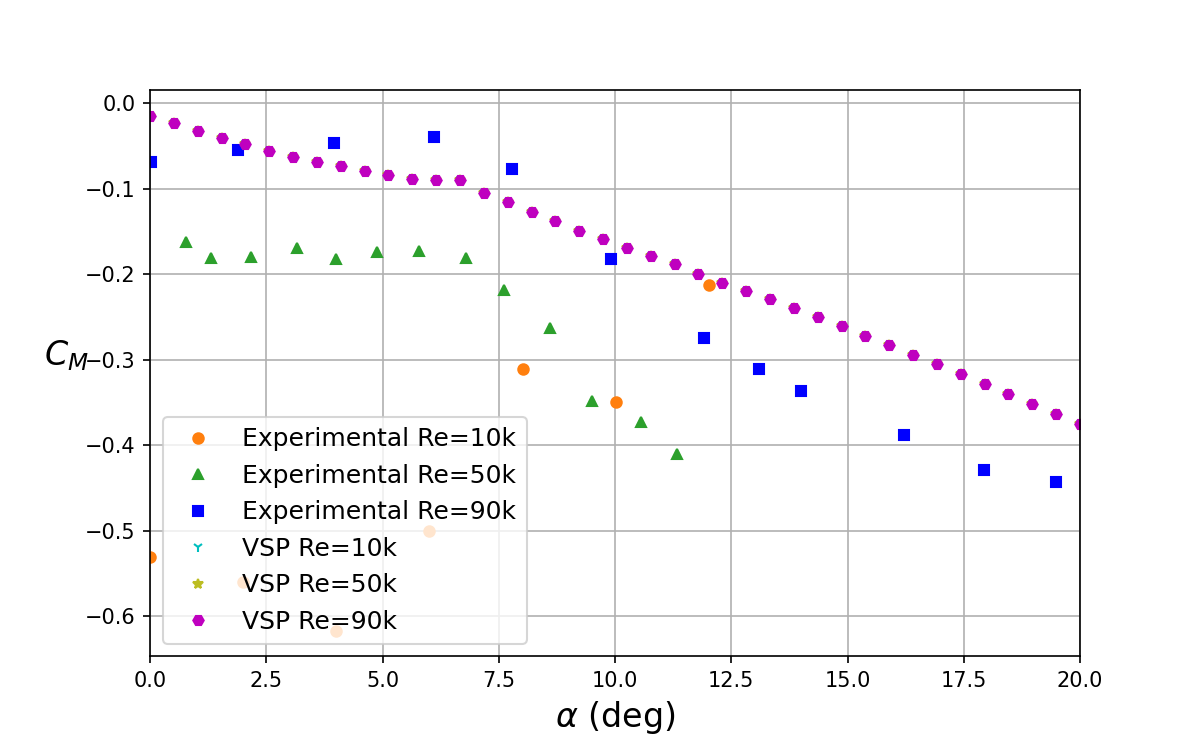 0.0
−0.1
−0.2
−0.3
−0.4
−0.5
−0.6
C_M
Experimental Re=10k
Experimental Re=50k
Experimental Re=90k
VSP Re=10k
VSP Re=50k
VSP Re=90k
0.0 2.5 5.0 7.5 10.0 12.5 15.0 17.5 20.0
α (deg)